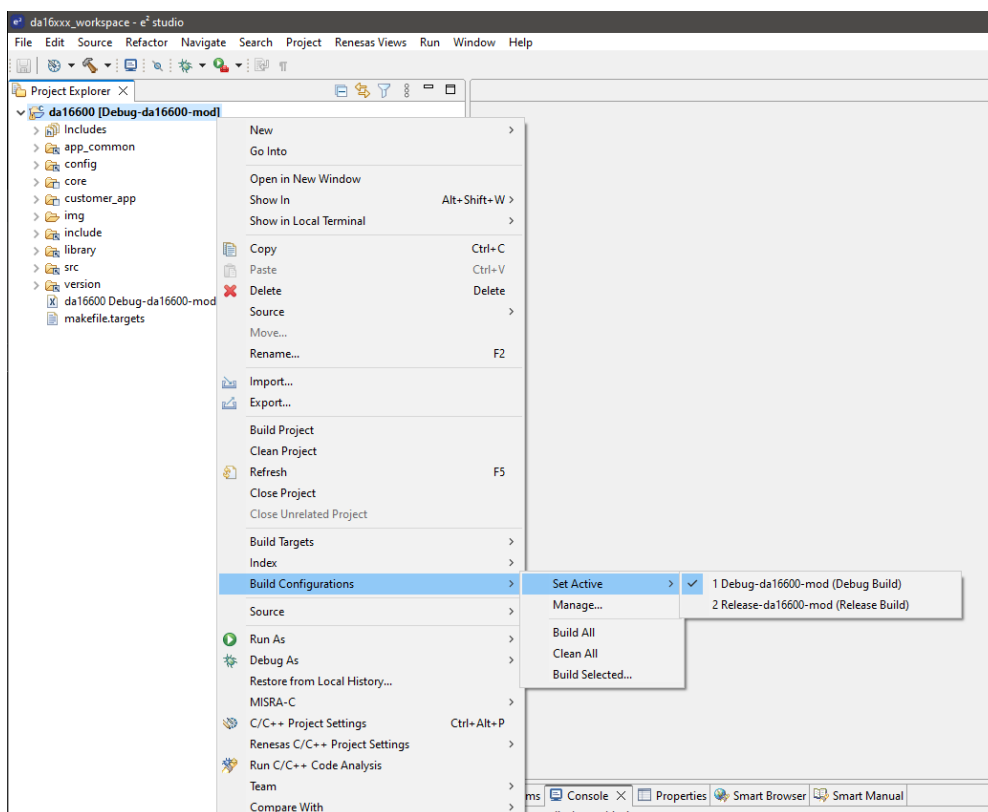 da16xxx_workspace - e² studio
File Edit Source Refactor Navigate Search Project Renesas Views Run Window Help
Project Explorer
da16600 [Debug-da16600-mod]
Includes
app_common
config
core
customer_app
img
include
library
src
version
da16600 Debug-da16600-mod
makefile.targets
New
Go Into
Open in New Window
Show In Alt+Shift+W >
Show in Local Terminal
Copy Ctrl+C
Paste Ctrl+V
Delete Delete
Source
Move...
Rename... F2
Import...
Export...
Build Project
Clean Project
Refresh F5
Close Project
Close Unrelated Project
Build Targets
Index
Build Configurations
Source
Run As
Debug As
Restore from Local History...
MISRA-C
C/C++ Project Settings Ctrl+Alt+P
Renesas C/C++ Project Settings
Run C/C++ Code Analysis
Team
Compare With
Set Active
Manage...
Build All
Clean All
Build Selected...
1 Debug-da16600-mod (Debug Build)
2 Release-da16600-mod (Release Build)
ms Console Properties Smart Browser Smart Manual